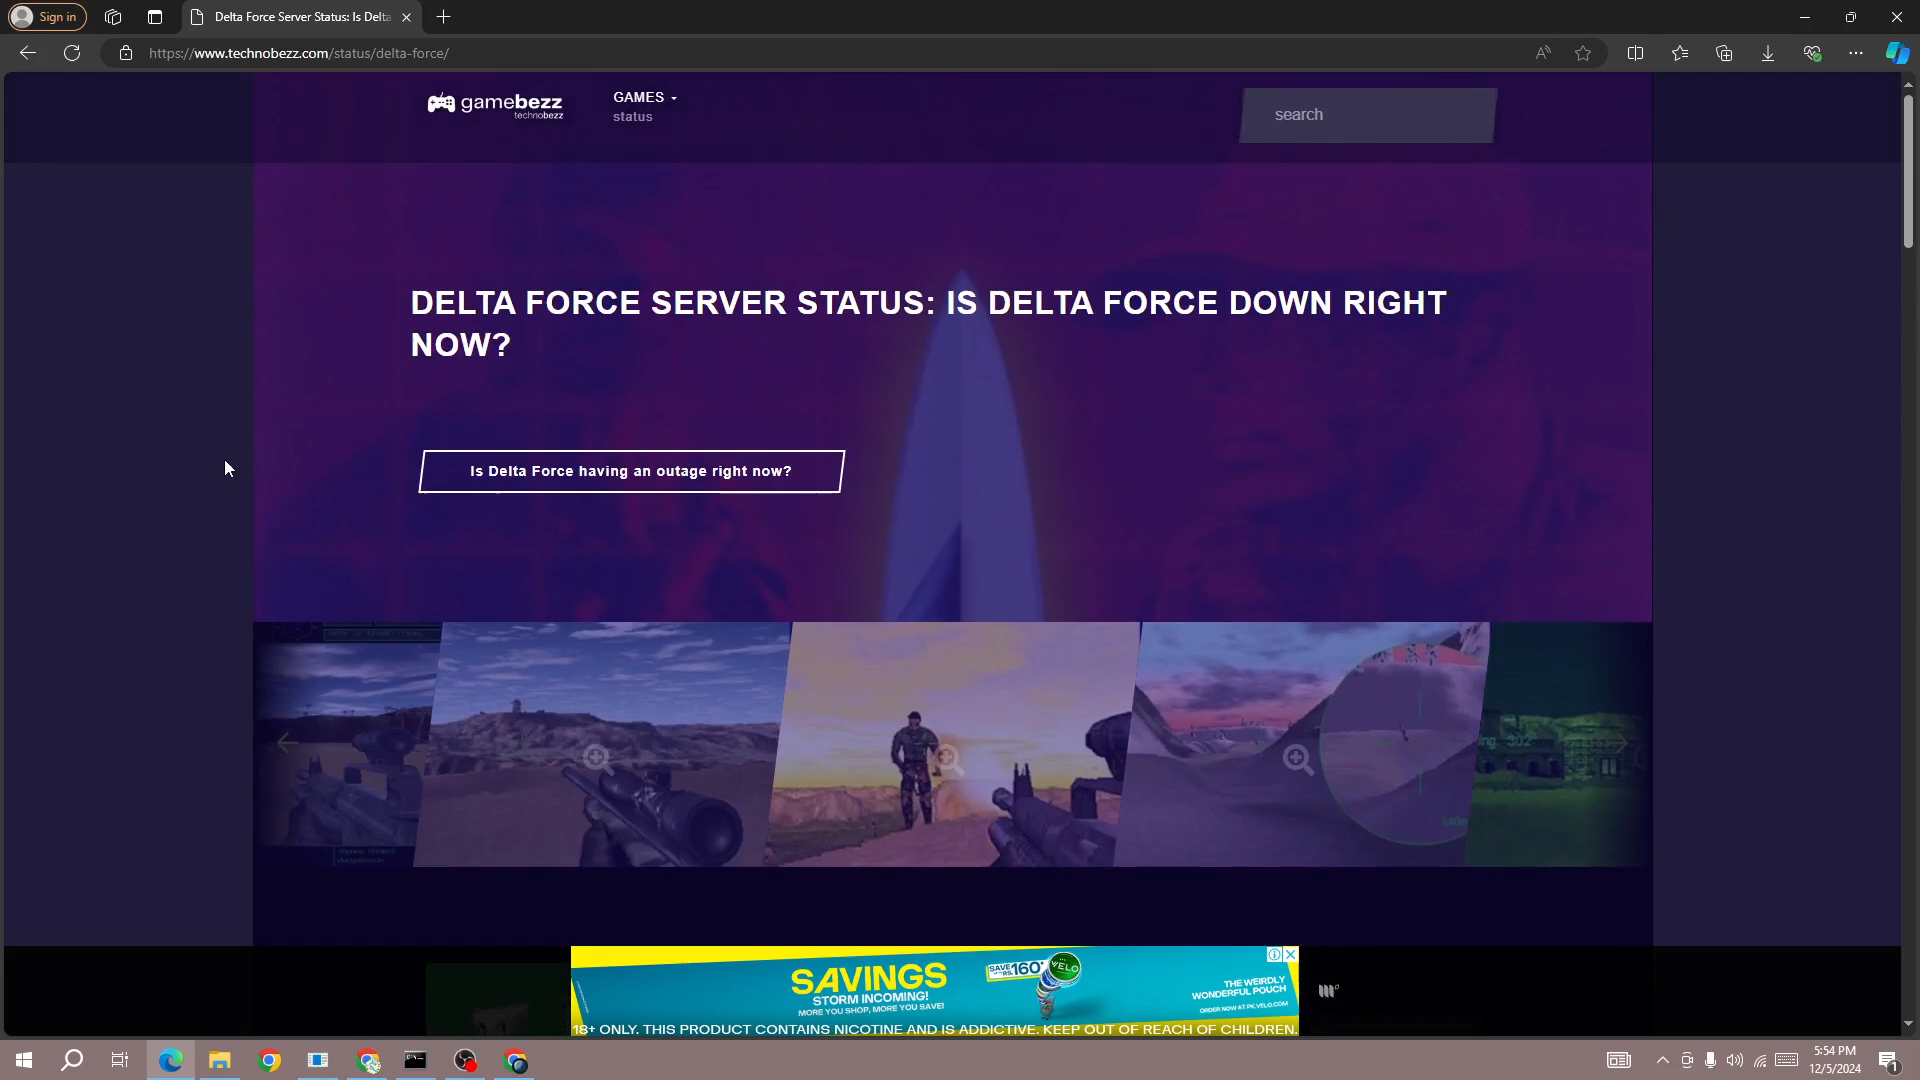 Sign in
Delta Force Server Status: Is Delta
https://www.technobezz.com/status/delta-force/
gamebezz
technobezz
GAMES
status
search
DELTA FORCE SERVER STATUS: IS DELTA FORCE DOWN RIGHT
NOW?
Is Delta Force having an outage right now?
SAVINGS
STORM INCOMING!
MORE YOU SHOP, MORE YOU SAVE!
SAVE
RS.160*
VELO
THE WEIRDLY
WONDERFUL POUCH
ORDER NOW AT PK.VELO.COM
18+ ONLY. THIS PRODUCT CONTAINS NICOTINE AND IS ADDICTIVE. KEEP OUT OF REACH OF CHILDREN.
5:54 PM
12/5/2024
1